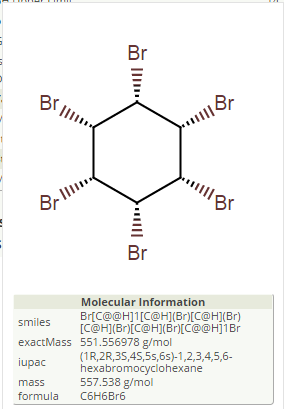 Br
Br
Br
Br
Br
Br
Molecular Information
smiles
Br[C@@H]1[C@H](Br)[C@H](Br)
[C@H](Br)[C@H](Br)[C@@H]1Br
exactMass 551.556978 g/mol
iupac
(1R,2R,3S,4S,5s,6s)-1,2,3,4,5,6-
hexabromocyclohexane
mass 557.538 g/mol
formula C6H6Br6